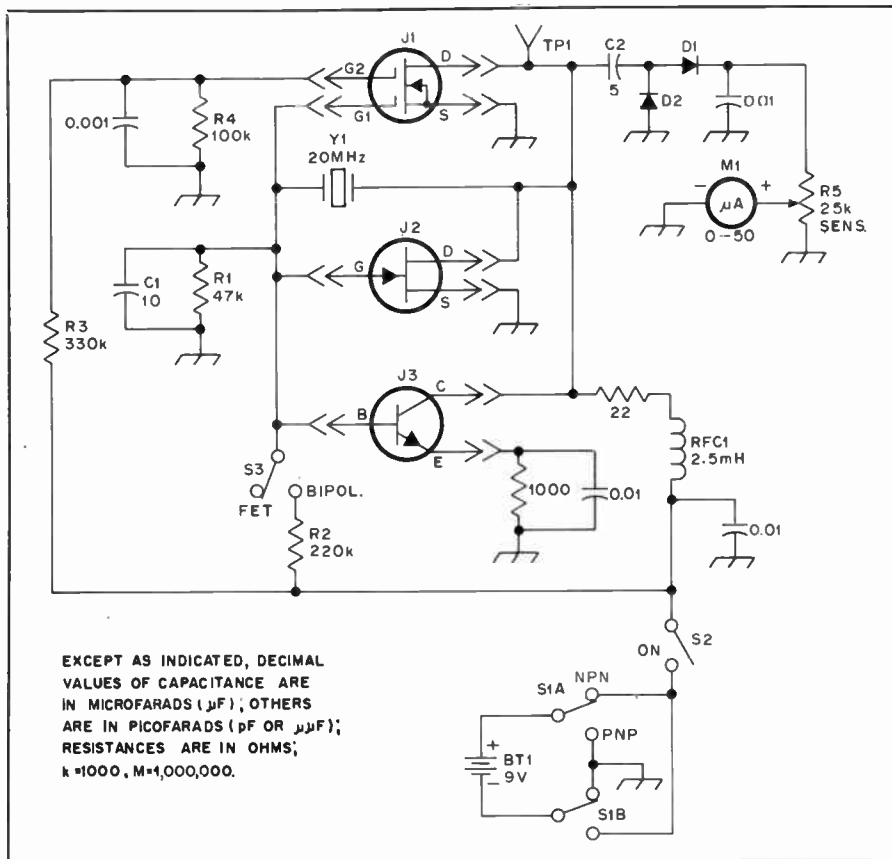 J1
TP1
C2
5
D1
D2
0.01
G2
G1
D
S
0.001
R4
100k
Y1
20MHz
M1
- +
μA
0--50
R5
25k
SENS.
J2
G
D
S
C1
10
R1
47k
R3
330k
J3
B
C
E
22
RFC1
2.5mH
1000
0.01
0.01
S3
FET
BIPOL.
R2
220k
S2
ON
NPN
S1A
PNP
+
BT1
-
9V
S1B
EXCEPT AS INDICATED, DECIMAL
VALUES OF CAPACITANCE ARE
IN MICROFARADS (μF); OTHERS
ARE IN PICOFARADS (pF OR μμF);
RESISTANCES ARE IN OHMS;
k=1000, M=1,000,000.